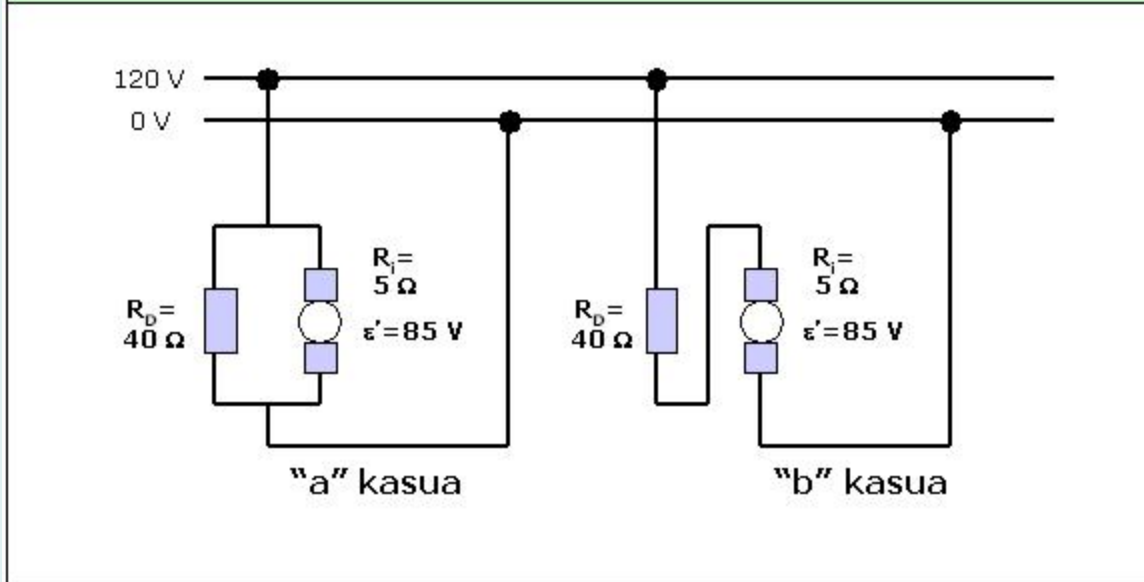 120 V
0 V
R_D=
40 Ω
R_i=
5 Ω
ε'=85 V
R_D=
40 Ω
R_i=
5 Ω
ε'=85 V
“a” kasua
“b” kasua